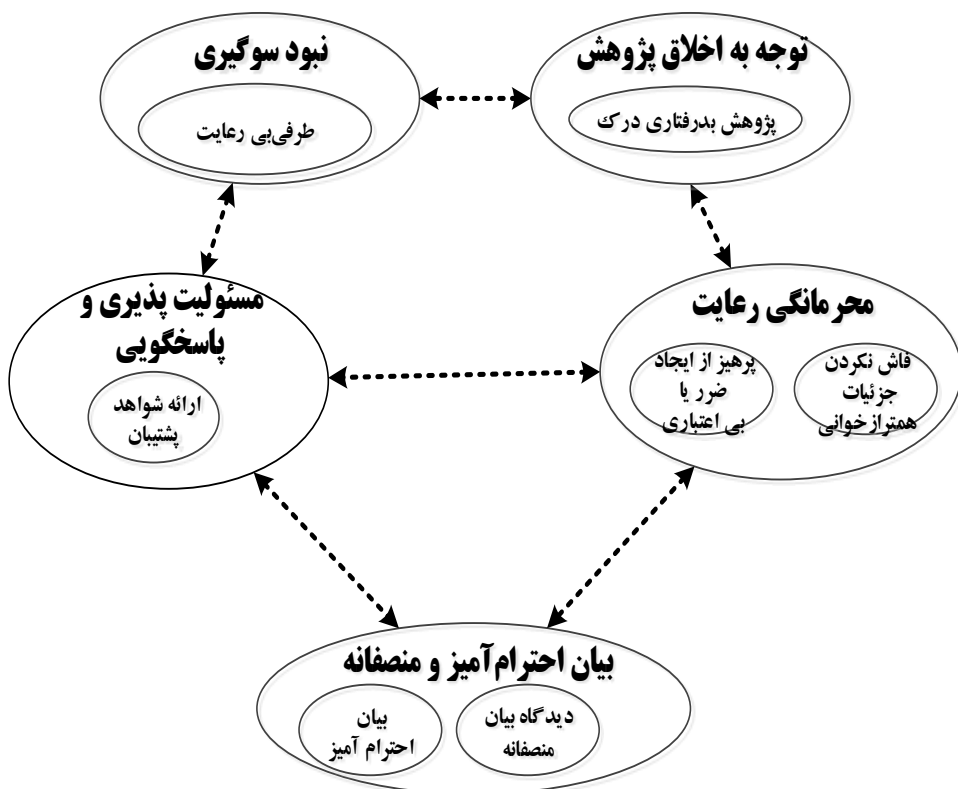 توجه به اخلاق پژوهش
پژوهش بدرفتاری درک
نبود سوگیری
طرفی‌بی رعایت
محرمانگی رعایت
فاش نکردن
جزئیات
همترازخوانی
پرهیز از ایجاد
ضرر یا
بی اعتباری
مسئولیت پذیری و
پاسخگویی
ارائه شواهد
پشتیبان
بیان احترام‌آمیز و منصفانه
دیدگاه بیان
منصفانه
بیان
احترام آمیز